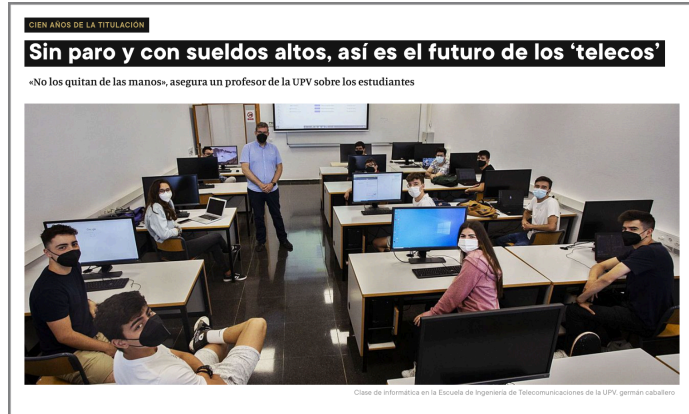 CIEN AÑOS DE LA TITULACIÓN
Sin paro y con sueldos altos, así es el futuro de los ‘telecos’
«No los quitan de las manos», asegura un profesor de la UPV sobre los estudiantes
Clase de informática en la Escuela de Ingeniería de Telecomunicaciones de la UPV. germán caballero